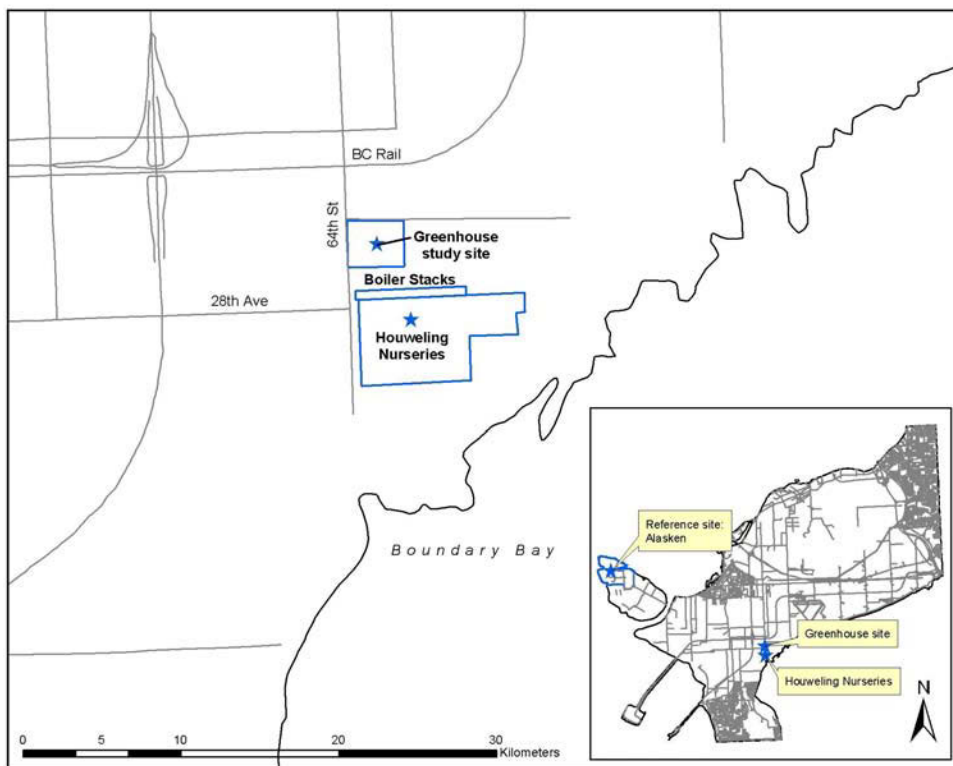 BC Rail
64th St
Greenhouse
study site
Boiler Stacks
28th Ave
Houweling
Nurseries
Boundary Bay
Reference site:
Alasken
Greenhouse site
Houweling Nurseries
N
0 5 10 20 30
Kilometers